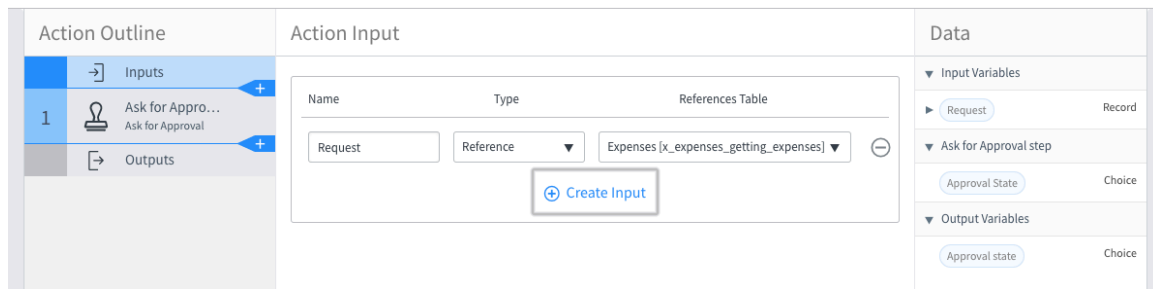 Action Outline
Inputs
1
Ask for Appro...
Ask for Approval
Outputs
Action Input
Name Type References Table
Request Reference Expenses [x_expenses_getting_expenses]
Create Input
Data
Input Variables
Request Record
Ask for Approval step
Approval State Choice
Output Variables
Approval state Choice